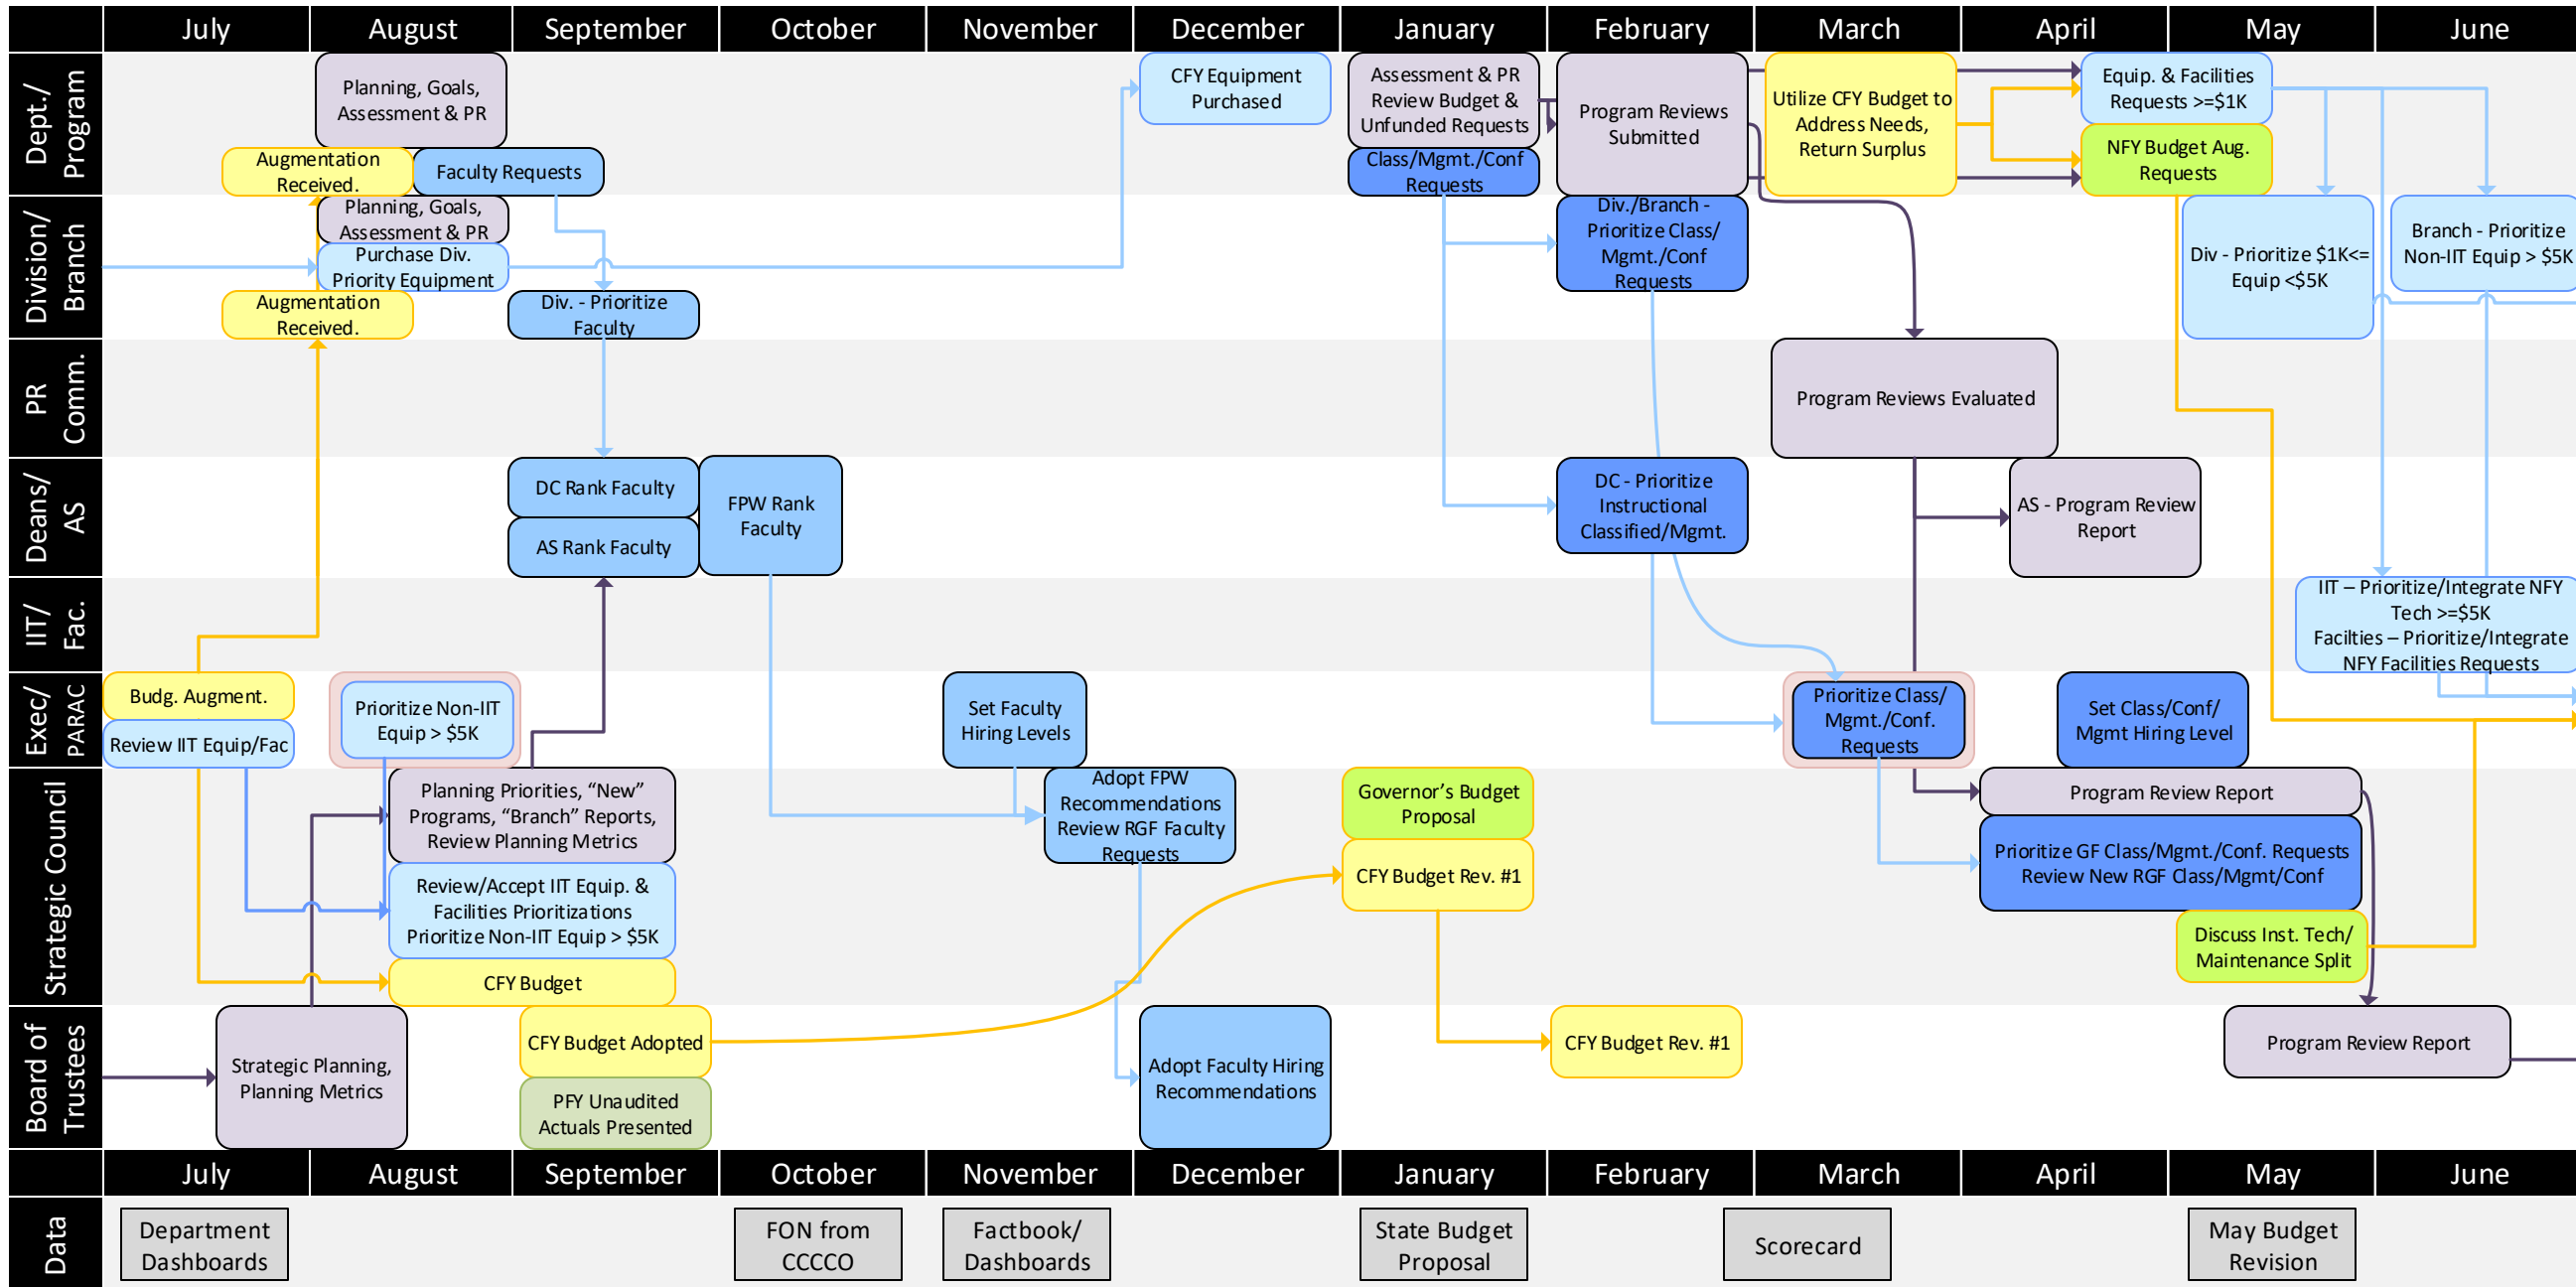 July August September October November December January February March April May June
Dept./
Program
Planning, Goals,
Assessment & PR
Augmentation
Received.
Faculty Requests
CFY Equipment
Purchased
Assessment & PR
Review Budget &
Unfunded Requests
Class/Mgmt./Conf
Requests
Program Reviews
Submitted
Utilize CFY Budget to
Address Needs,
Return Surplus
Equip. & Facilities
Requests >=$1K
NFY Budget Aug.
Requests
Division/
Branch
Planning, Goals,
Assessment & PR
Purchase Div.
Priority Equipment
Augmentation
Received.
Div. - Prioritize
Faculty
Div./Branch -
Prioritize Class/
Mgmt./Conf
Requests
Div - Prioritize $1K<=
Equip <$5K
Branch - Prioritize
Non-IIT Equip > $5K
PR
Comm.
Program Reviews Evaluated
Deans/
AS
DC Rank Faculty
AS Rank Faculty
FPW Rank
Faculty
DC - Prioritize
Instructional
Classified/Mgmt.
AS - Program Review
Report
IIT/
Fac.
IIT – Prioritize/Integrate NFY
Tech >=$5K
Facilties – Prioritize/Integrate
NFY Facilities Requests
Exec/
PARAC
Budg. Augment.
Review IIT Equip/Fac
Prioritize Non-IIT
Equip > $5K
Set Faculty
Hiring Levels
Prioritize Class/
Mgmt./Conf.
Requests
Set Class/Conf/
Mgmt Hiring Level
Strategic Council
Planning Priorities, “New”
Programs, “Branch” Reports,
Review Planning Metrics
Review/Accept IIT Equip. &
Facilities Prioritizations
Prioritize Non-IIT Equip > $5K
CFY Budget
Adopt FPW
Recommendations
Review RGF Faculty
Requests
Governor’s Budget
Proposal
CFY Budget Rev. #1
Program Review Report
Prioritize GF Class/Mgmt./Conf. Requests
Review New RGF Class/Mgmt/Conf
Discuss Inst. Tech/
Maintenance Split
Board of
Trustees
Strategic Planning,
Planning Metrics
CFY Budget Adopted
PFY Unaudited
Actuals Presented
Adopt Faculty Hiring
Recommendations
CFY Budget Rev. #1
Program Review Report
July August September October November December January February March April May June
Data
Department
Dashboards
FON from
CCCCO
Factbook/
Dashboards
State Budget
Proposal
Scorecard
May Budget
Revision